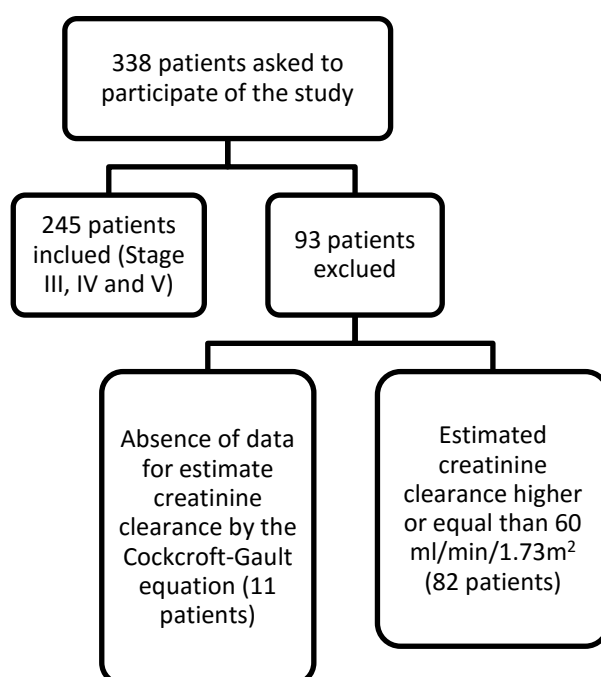 338 patients asked to
participate of the study
245 patients
inclued (Stage
III, IV and V)
93 patients
exclued
Absence of data
for estimate
creatinine
clearance by the
Cockcroft-Gault
equation (11
patients)
Estimated
creatinine
clearance higher
or equal than 60
ml/min/1.73m²
(82 patients)